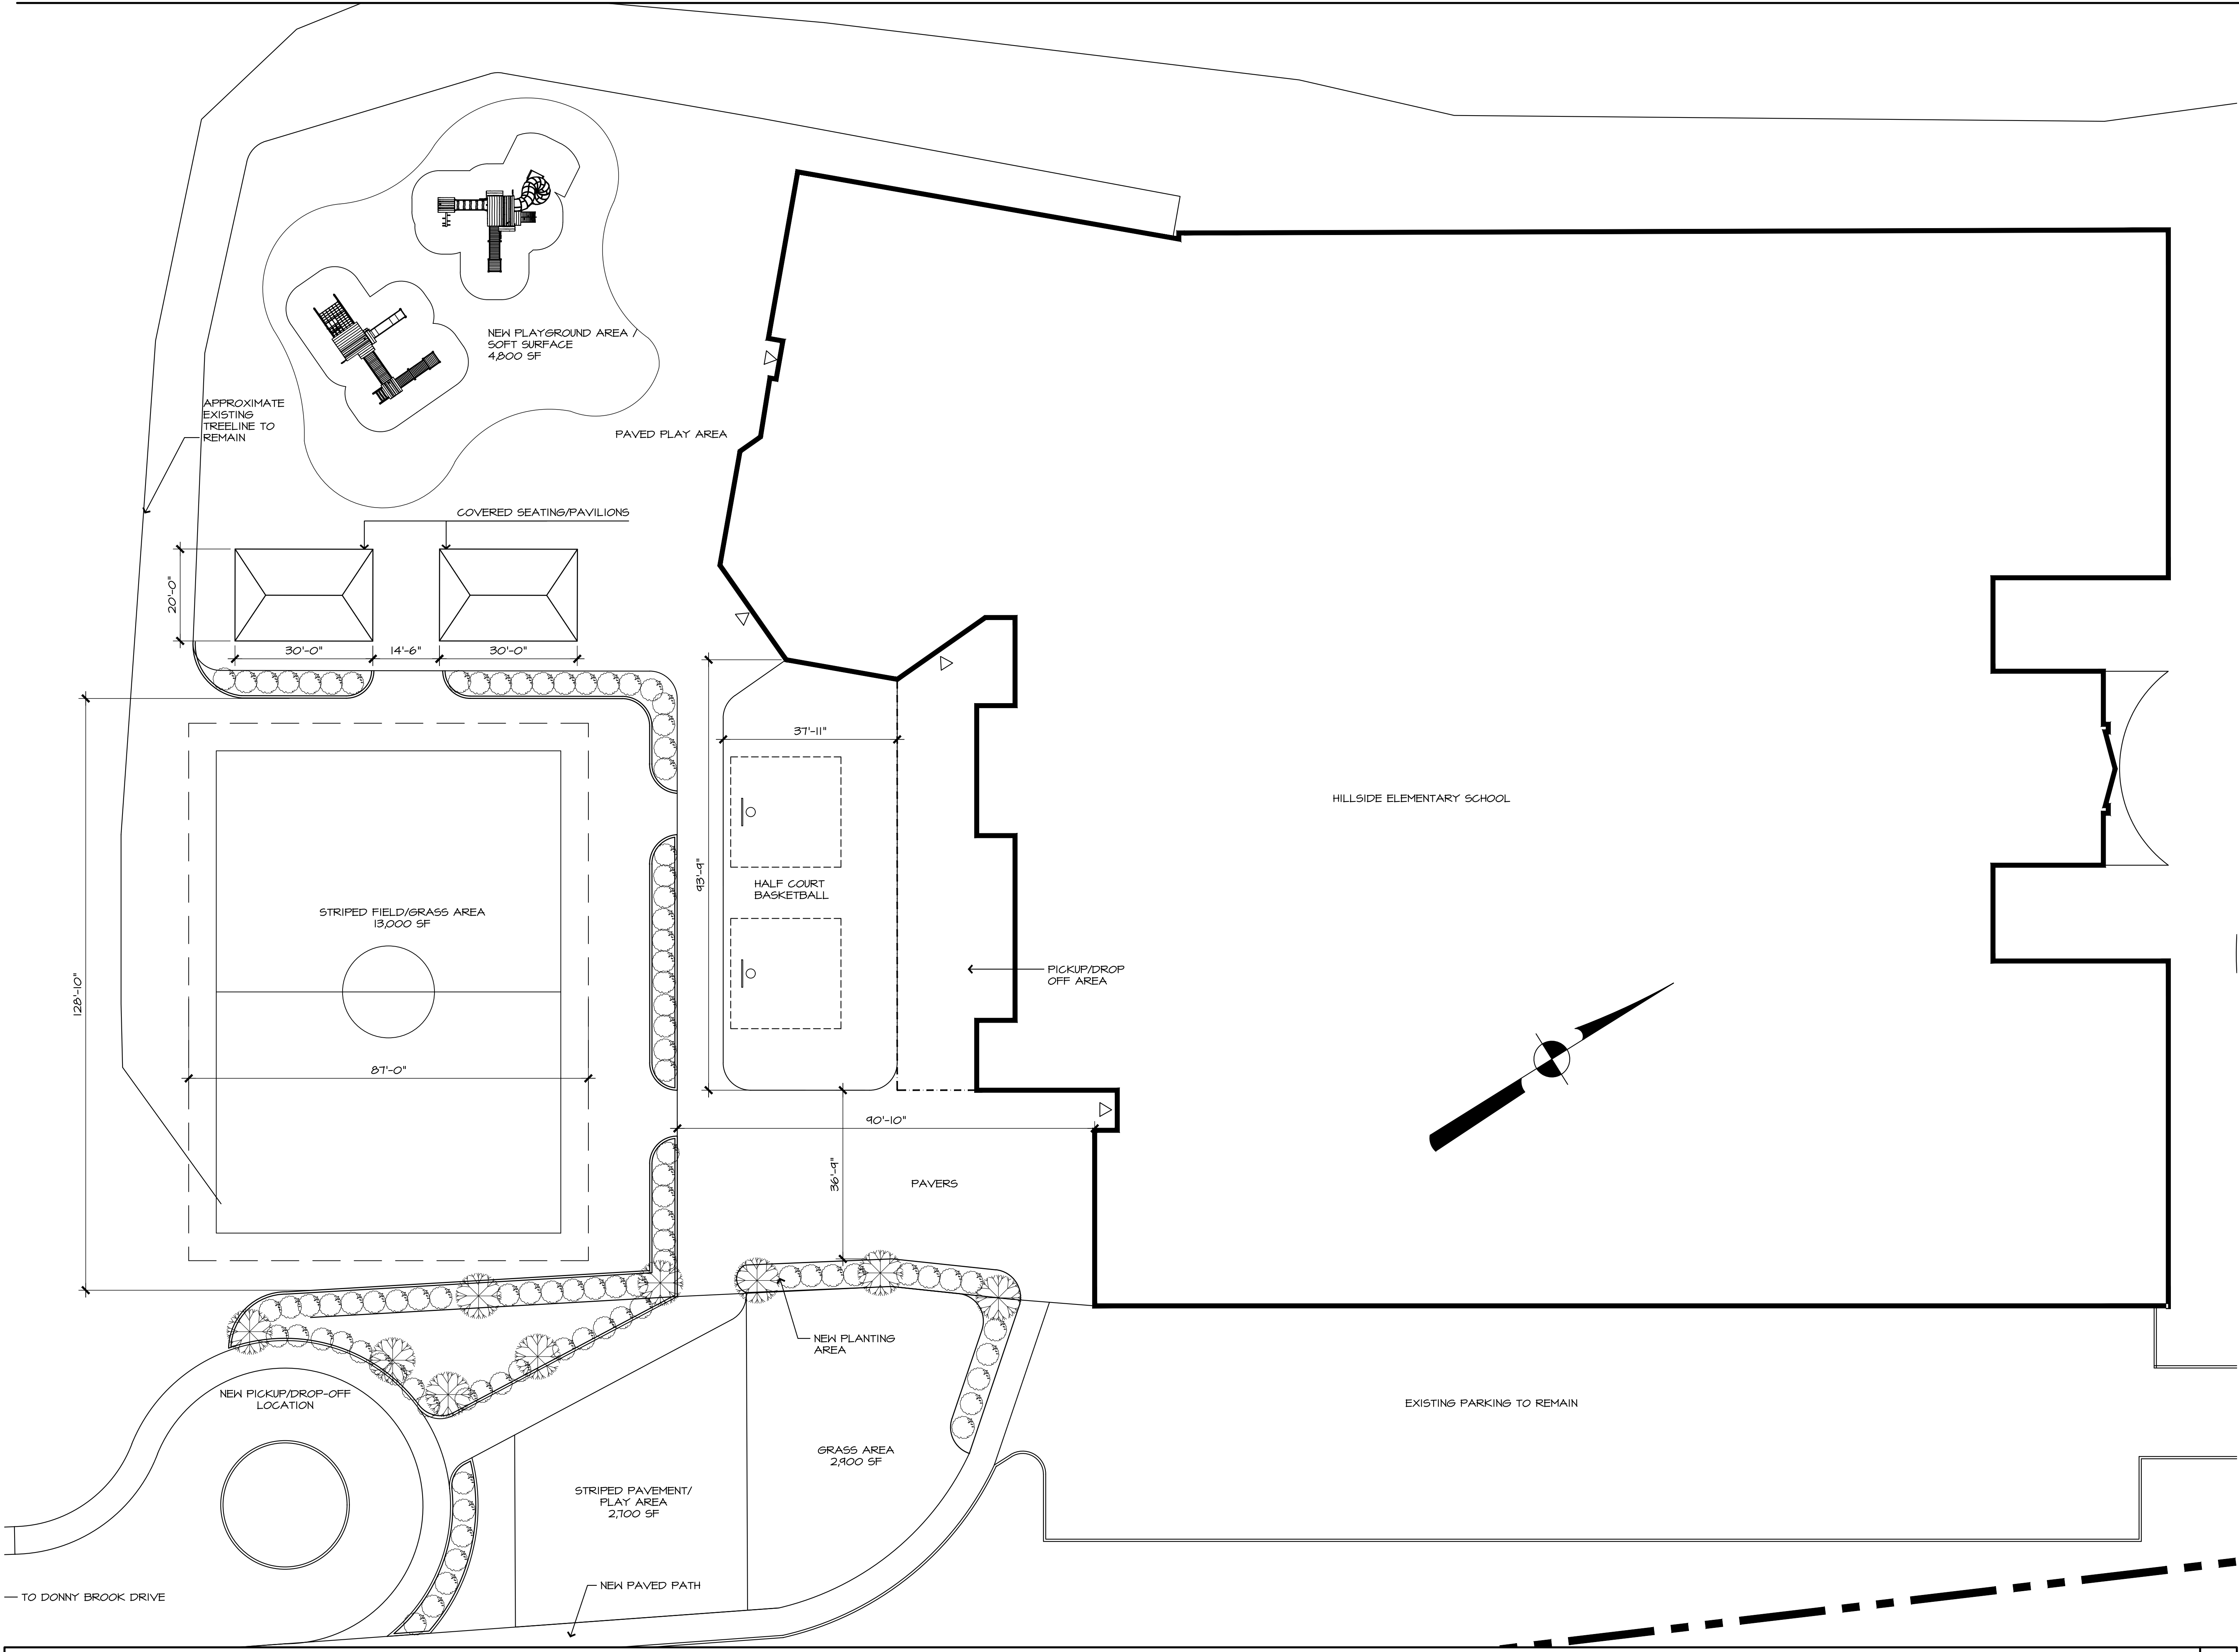 NEW PLAYGROUND AREA /
SOFT SURFACE
4,800 SF
APPROXIMATE
EXISTING
TREELINE TO
REMAIN
PAVED PLAY AREA
COVERED SEATING/PAVILIONS
20'-0"
30'-0"
14'-6"
30'-0"
37'-11"
HILLSIDE ELEMENTARY SCHOOL
93'-9"
HALF COURT
BASKETBALL
STRIPED FIELD/GRASS AREA
13,000 SF
PICKUP/DROP
OFF AREA
128'-10"
87'-0"
90'-10"
36'-9"
PAVERS
NEW PLANTING
AREA
NEW PICKUP/DROP-OFF
LOCATION
EXISTING PARKING TO REMAIN
GRASS AREA
2,900 SF
STRIPED PAVEMENT/
PLAY AREA
2,700 SF
NEW PAVED PATH
TO DONNY BROOK DRIVE